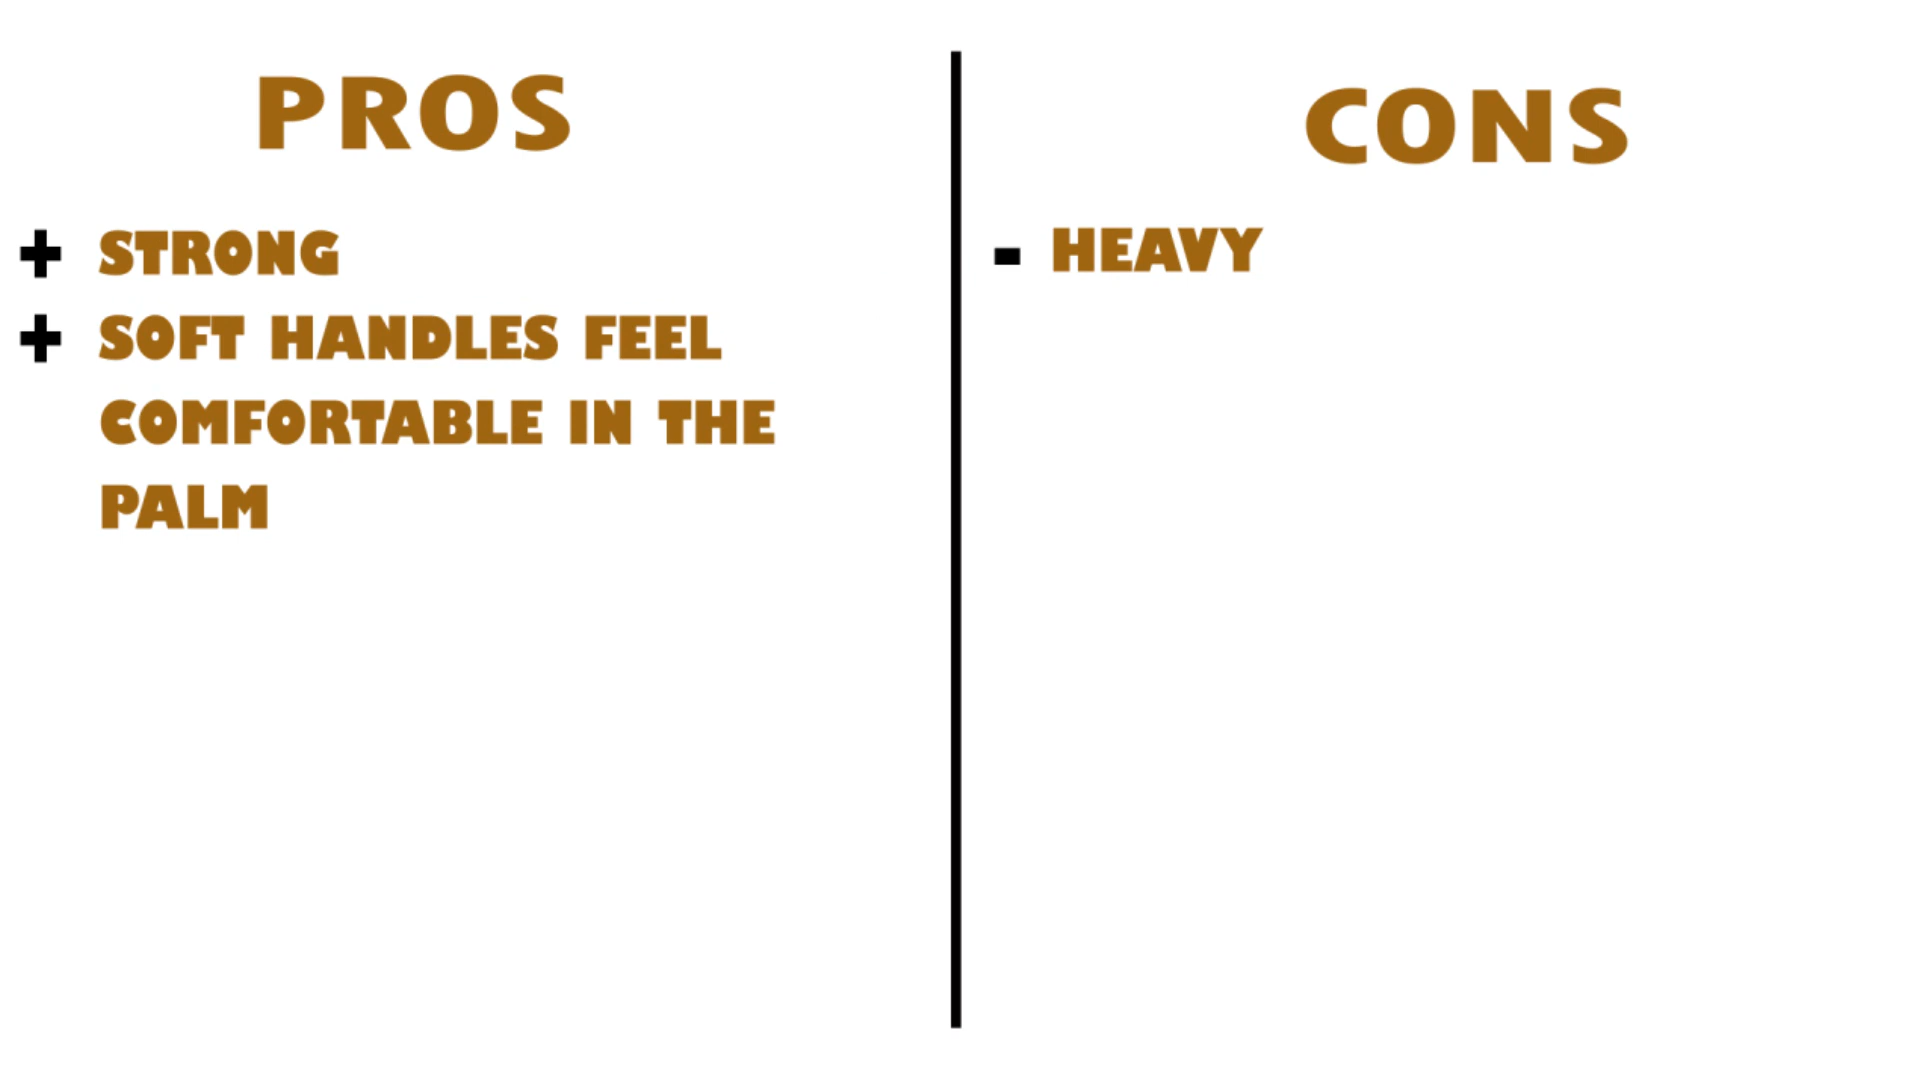 PROS
+ STRONG
+ SOFT HANDLES FEEL
COMFORTABLE IN THE
PALM
CONS
- HEAVY